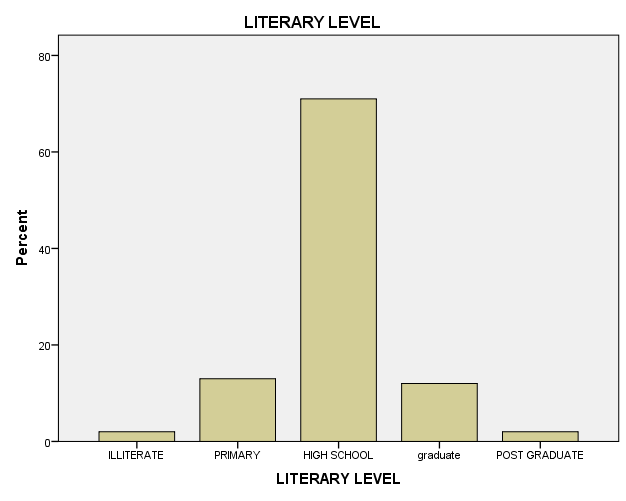 LITERARY LEVEL
Percent
80
60
40
20
0
ILLITERATE PRIMARY HIGH SCHOOL graduate POST GRADUATE
LITERARY LEVEL